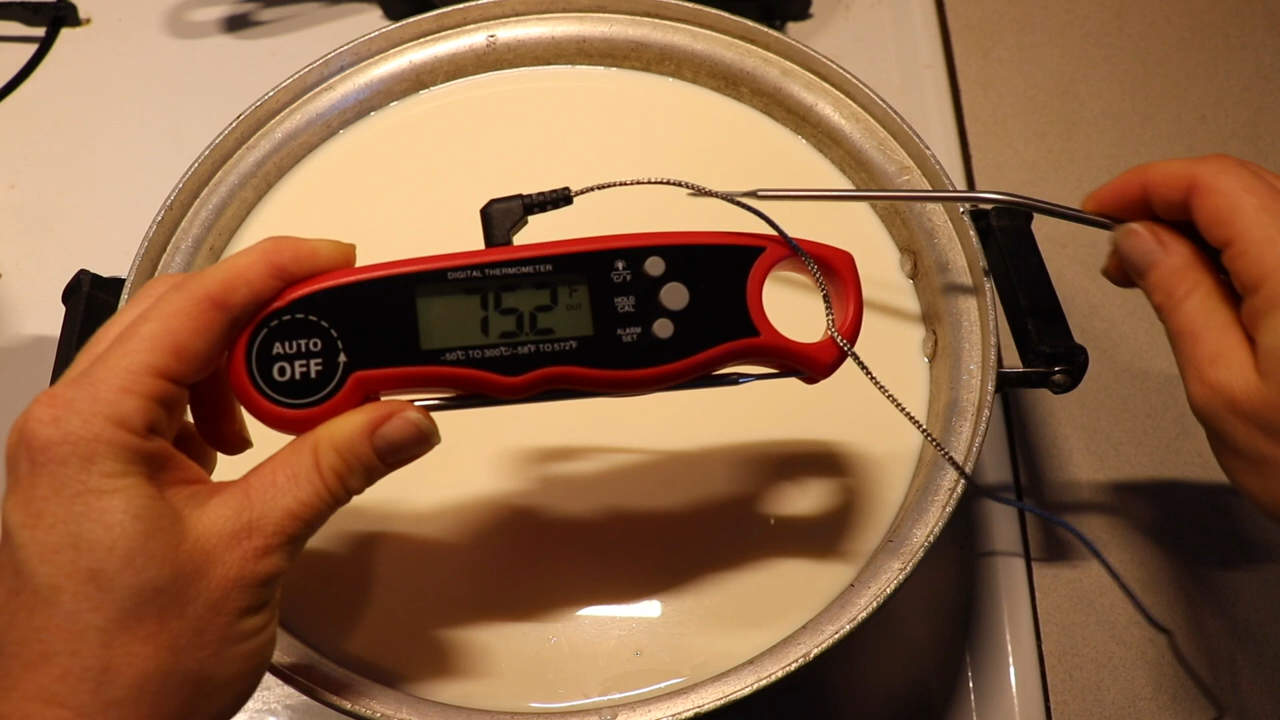 DIGITAL THERMOMETER
75.2 °F
OUT
-50℃ TO 300℃/-58°F TO 572°F
AUTO
OFF
℃/°F
HOLD
/CAL
ALARM
SET